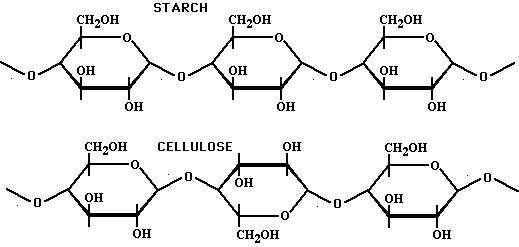 STARCH
CH₂OH CH₂OH CH₂OH
O O O
OH OH OH
O O O O
OH OH OH
CELLULOSE
CH₂OH OH CH₂OH
O OH O
O O
OH OH
O O O
OH CH₂OH OH